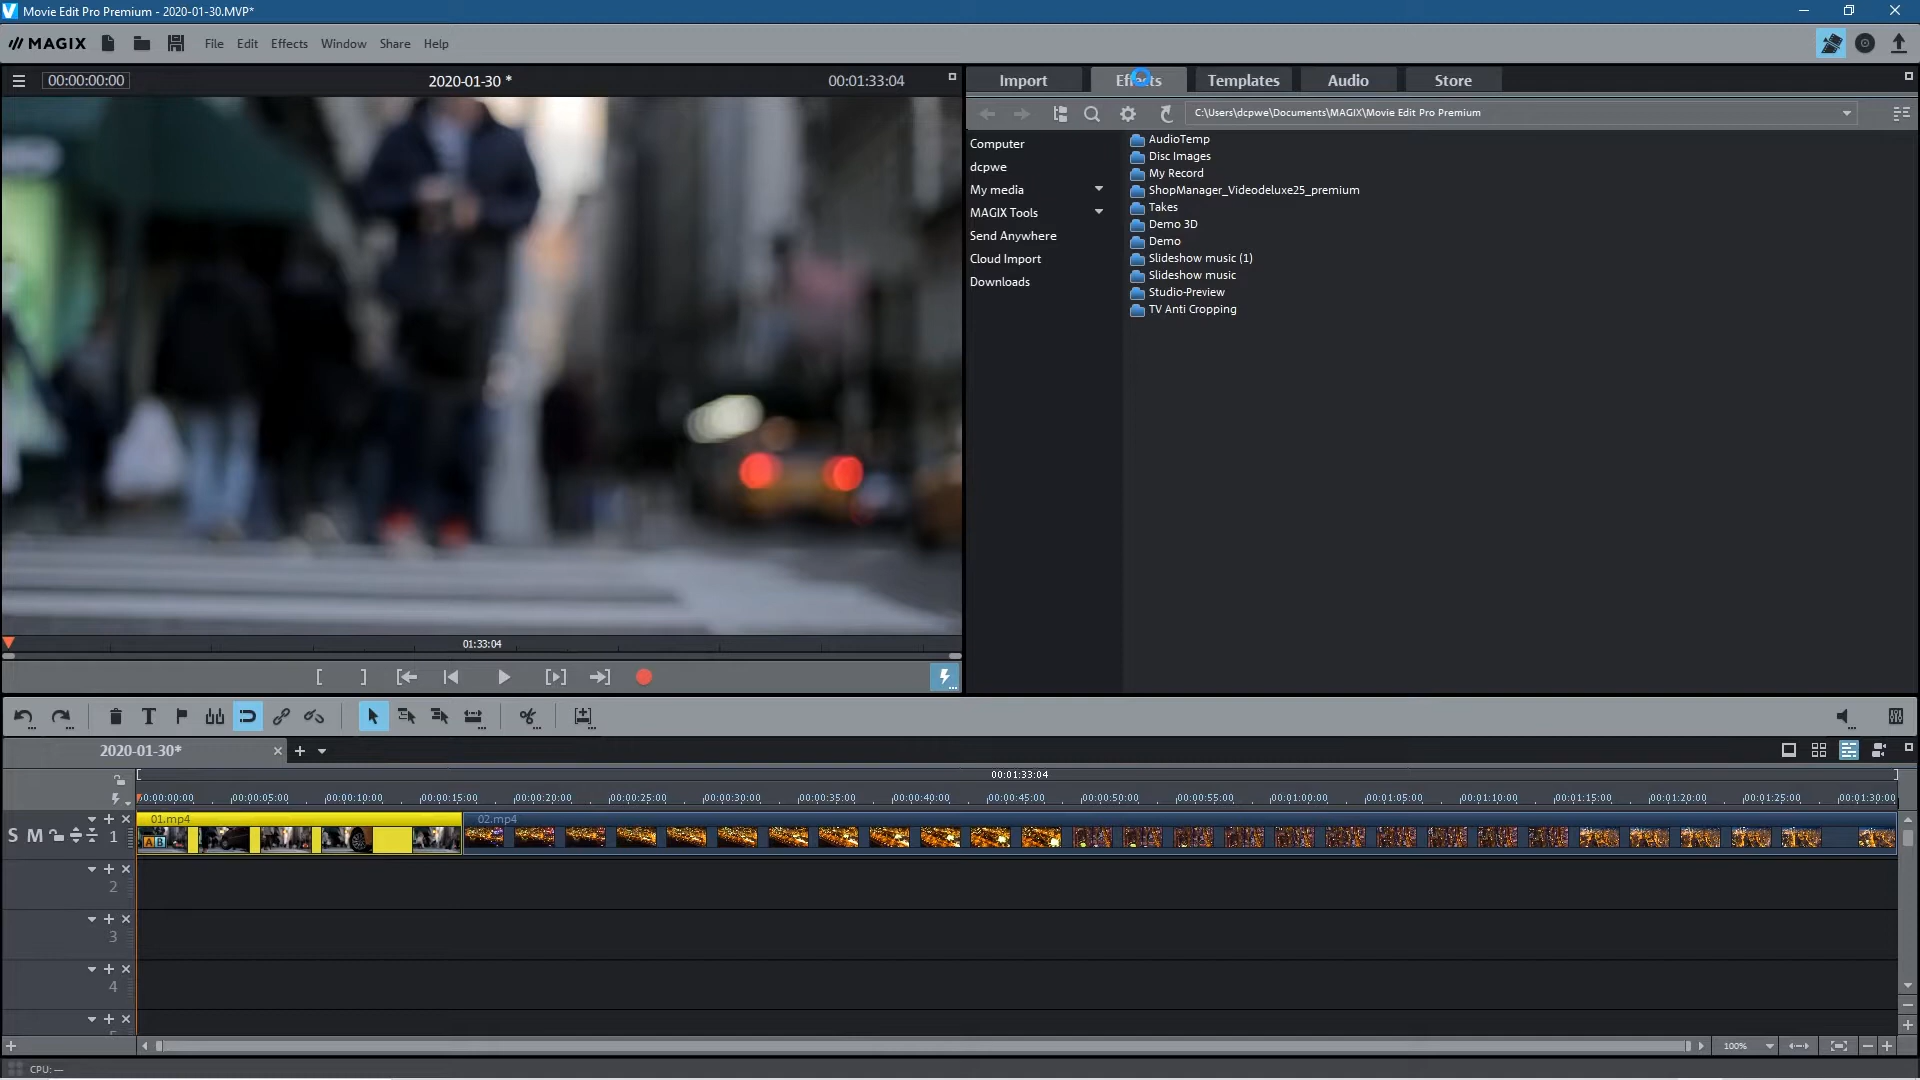 Movie Edit Pro Premium - 2020-01-30.MVP*
MAGIX File Edit Effects Window Share Help
00:00:00:00 2020-01-30 * 00:01:33:04
Import Effects Templates Audio Store
C:\Users\dcpwe\Documents\MAGIX\Movie Edit Pro Premium
Computer
dcpwe
My media
MAGIX Tools
Send Anywhere
Cloud Import
Downloads
AudioTemp
Disc Images
My Record
ShopManager_Videodeluxe25_premium
Takes
Demo 3D
Demo
Slideshow music (1)
Slideshow music
Studio-Preview
TV Anti Cropping
01:33:04
2020-01-30*
00:01:33:04
00:00:00:00 00:00:05:00 00:00:10:00 00:00:15:00 00:00:20:00 00:00:25:00 00:00:30:00 00:00:35:00 00:00:40:00 00:00:45:00 00:00:50:00 00:00:55:00 00:01:00:00 00:01:05:00 00:01:10:00 00:01:15:00 00:01:20:00 00:01:25:00 00:01:30:00
01.mp4 02.mp4
S M 1
A B
2
3
4
100%
CPU: —